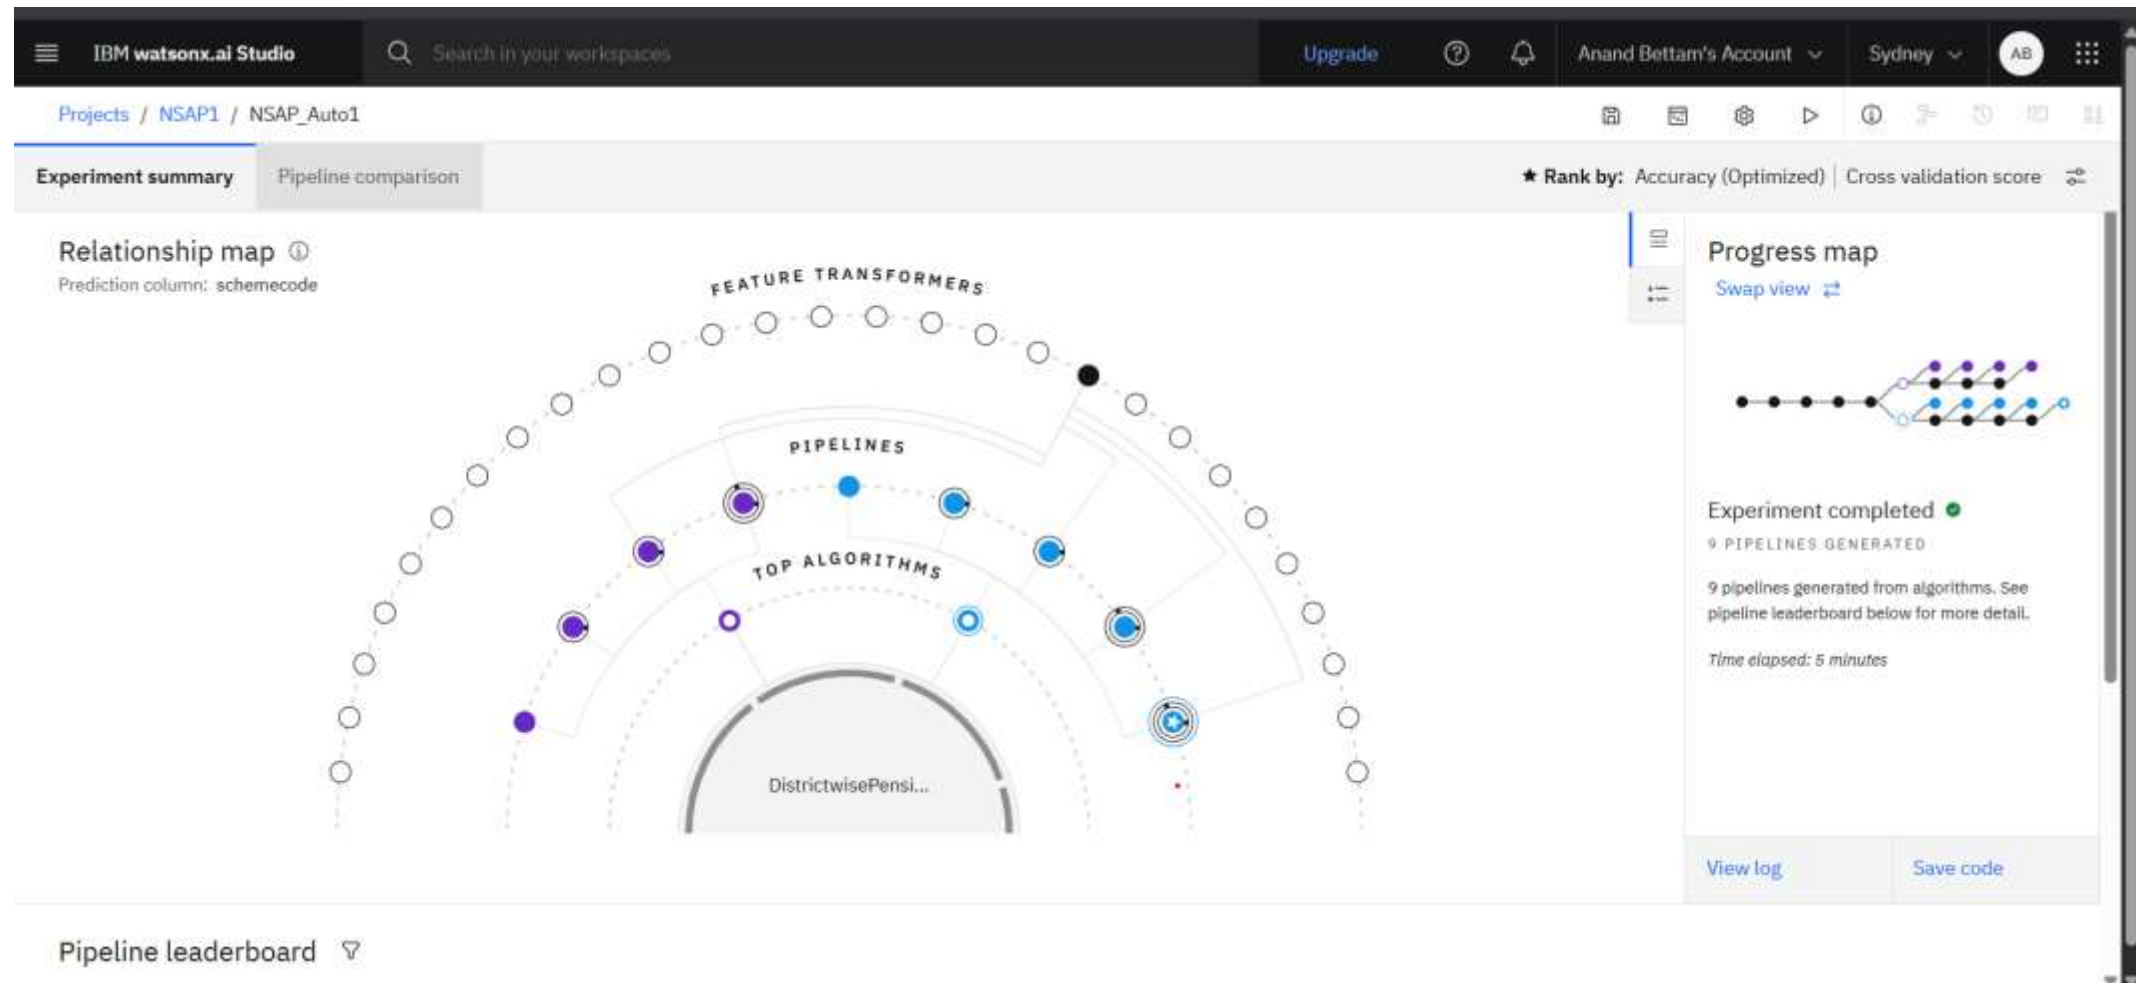 IBM watsonx.ai Studio
Search in your workspaces
Upgrade
Anand Bettam's Account
Sydney
AB
Projects / NSAP1 / NSAP_Auto1
Experiment summary
Pipeline comparison
★ Rank by: Accuracy (Optimized) | Cross validation score
Relationship map
Prediction column: schemecode
FEATURE TRANSFORMERS
PIPELINES
TOP ALGORITHMS
DistrictwisePensi...
Progress map
Swap view
Experiment completed
9 PIPELINES GENERATED
9 pipelines generated from algorithms. See
pipeline leaderboard below for more detail.
Time elapsed: 5 minutes
View log
Save code
Pipeline leaderboard